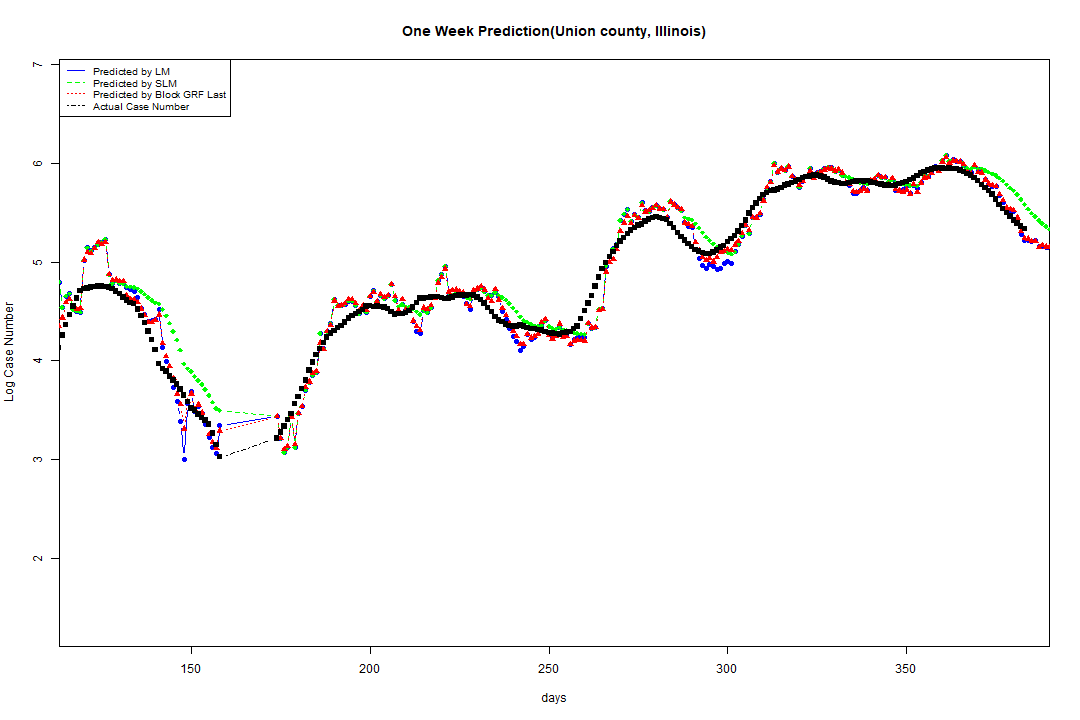 One Week Prediction(Union county, Illinois)
Predicted by LM
Predicted by SLM
Predicted by Block GRF Last
Actual Case Number
Log Case Number
7
6
5
4
3
2
150
200
250
300
350
days